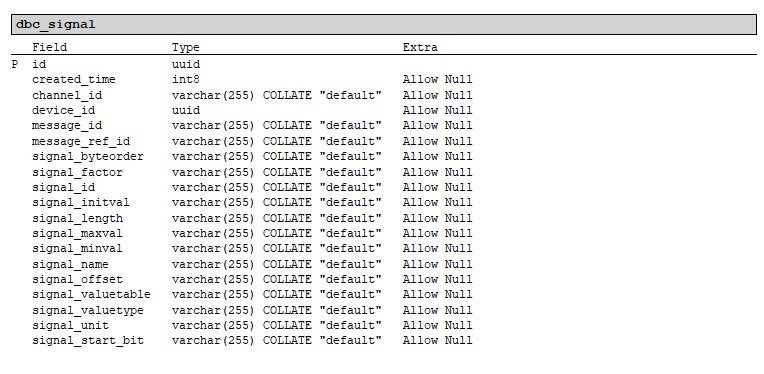 dbc_signal
Field Type Extra
P id uuid
created_time int8 Allow Null
channel_id varchar(255) COLLATE "default" Allow Null
device_id uuid Allow Null
message_id varchar(255) COLLATE "default" Allow Null
message_ref_id varchar(255) COLLATE "default" Allow Null
signal_byteorder varchar(255) COLLATE "default" Allow Null
signal_factor varchar(255) COLLATE "default" Allow Null
signal_id varchar(255) COLLATE "default" Allow Null
signal_initval varchar(255) COLLATE "default" Allow Null
signal_length varchar(255) COLLATE "default" Allow Null
signal_maxval varchar(255) COLLATE "default" Allow Null
signal_minval varchar(255) COLLATE "default" Allow Null
signal_name varchar(255) COLLATE "default" Allow Null
signal_offset varchar(255) COLLATE "default" Allow Null
signal_valuetable varchar(255) COLLATE "default" Allow Null
signal_valuetype varchar(255) COLLATE "default" Allow Null
signal_unit varchar(255) COLLATE "default" Allow Null
signal_start_bit varchar(255) COLLATE "default" Allow Null